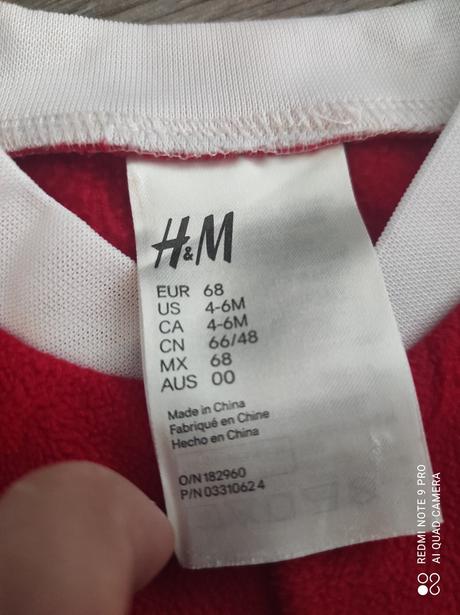 H&M
EUR 68
US 4-6M
CA 4-6M
CN 66/48
MX 68
AUS 00
Made in China
Fabriqué en Chine
Hecho en China
O/N 182960
P/N 03310624
REDMI NOTE 9 PRO
AI QUAD CAMERA